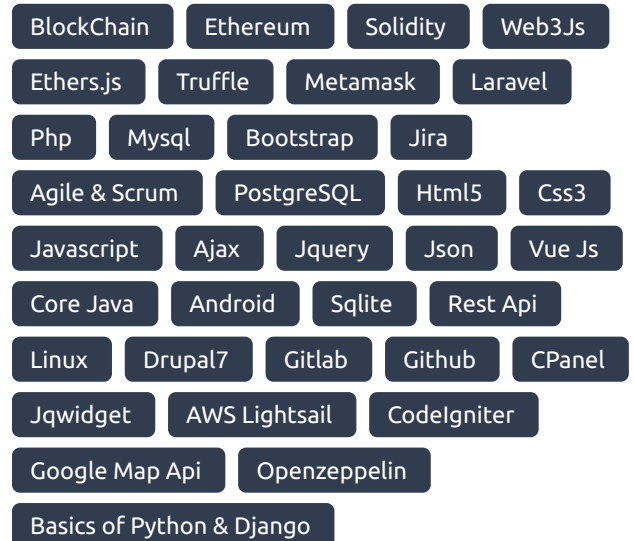 BlockChain Ethereum Solidity Web3Js
Ethers.js Truffle Metamask Laravel
Php Mysql Bootstrap Jira
Agile & Scrum PostgreSQL Html5 Css3
Javascript Ajax Jquery Json Vue Js
Core Java Android Sqlite Rest Api
Linux Drupal7 Gitlab Github CPanel
Jqwidget AWS Lightsail CodeIgniter
Google Map Api Openzeppelin
Basics of Python & Django